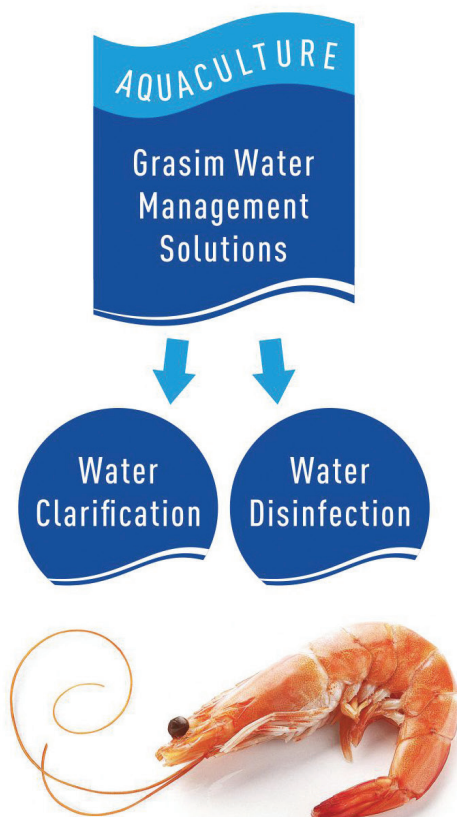 AQUACULTURE
Grasim Water
Management
Solutions
Water
Clarification
Water
Disinfection